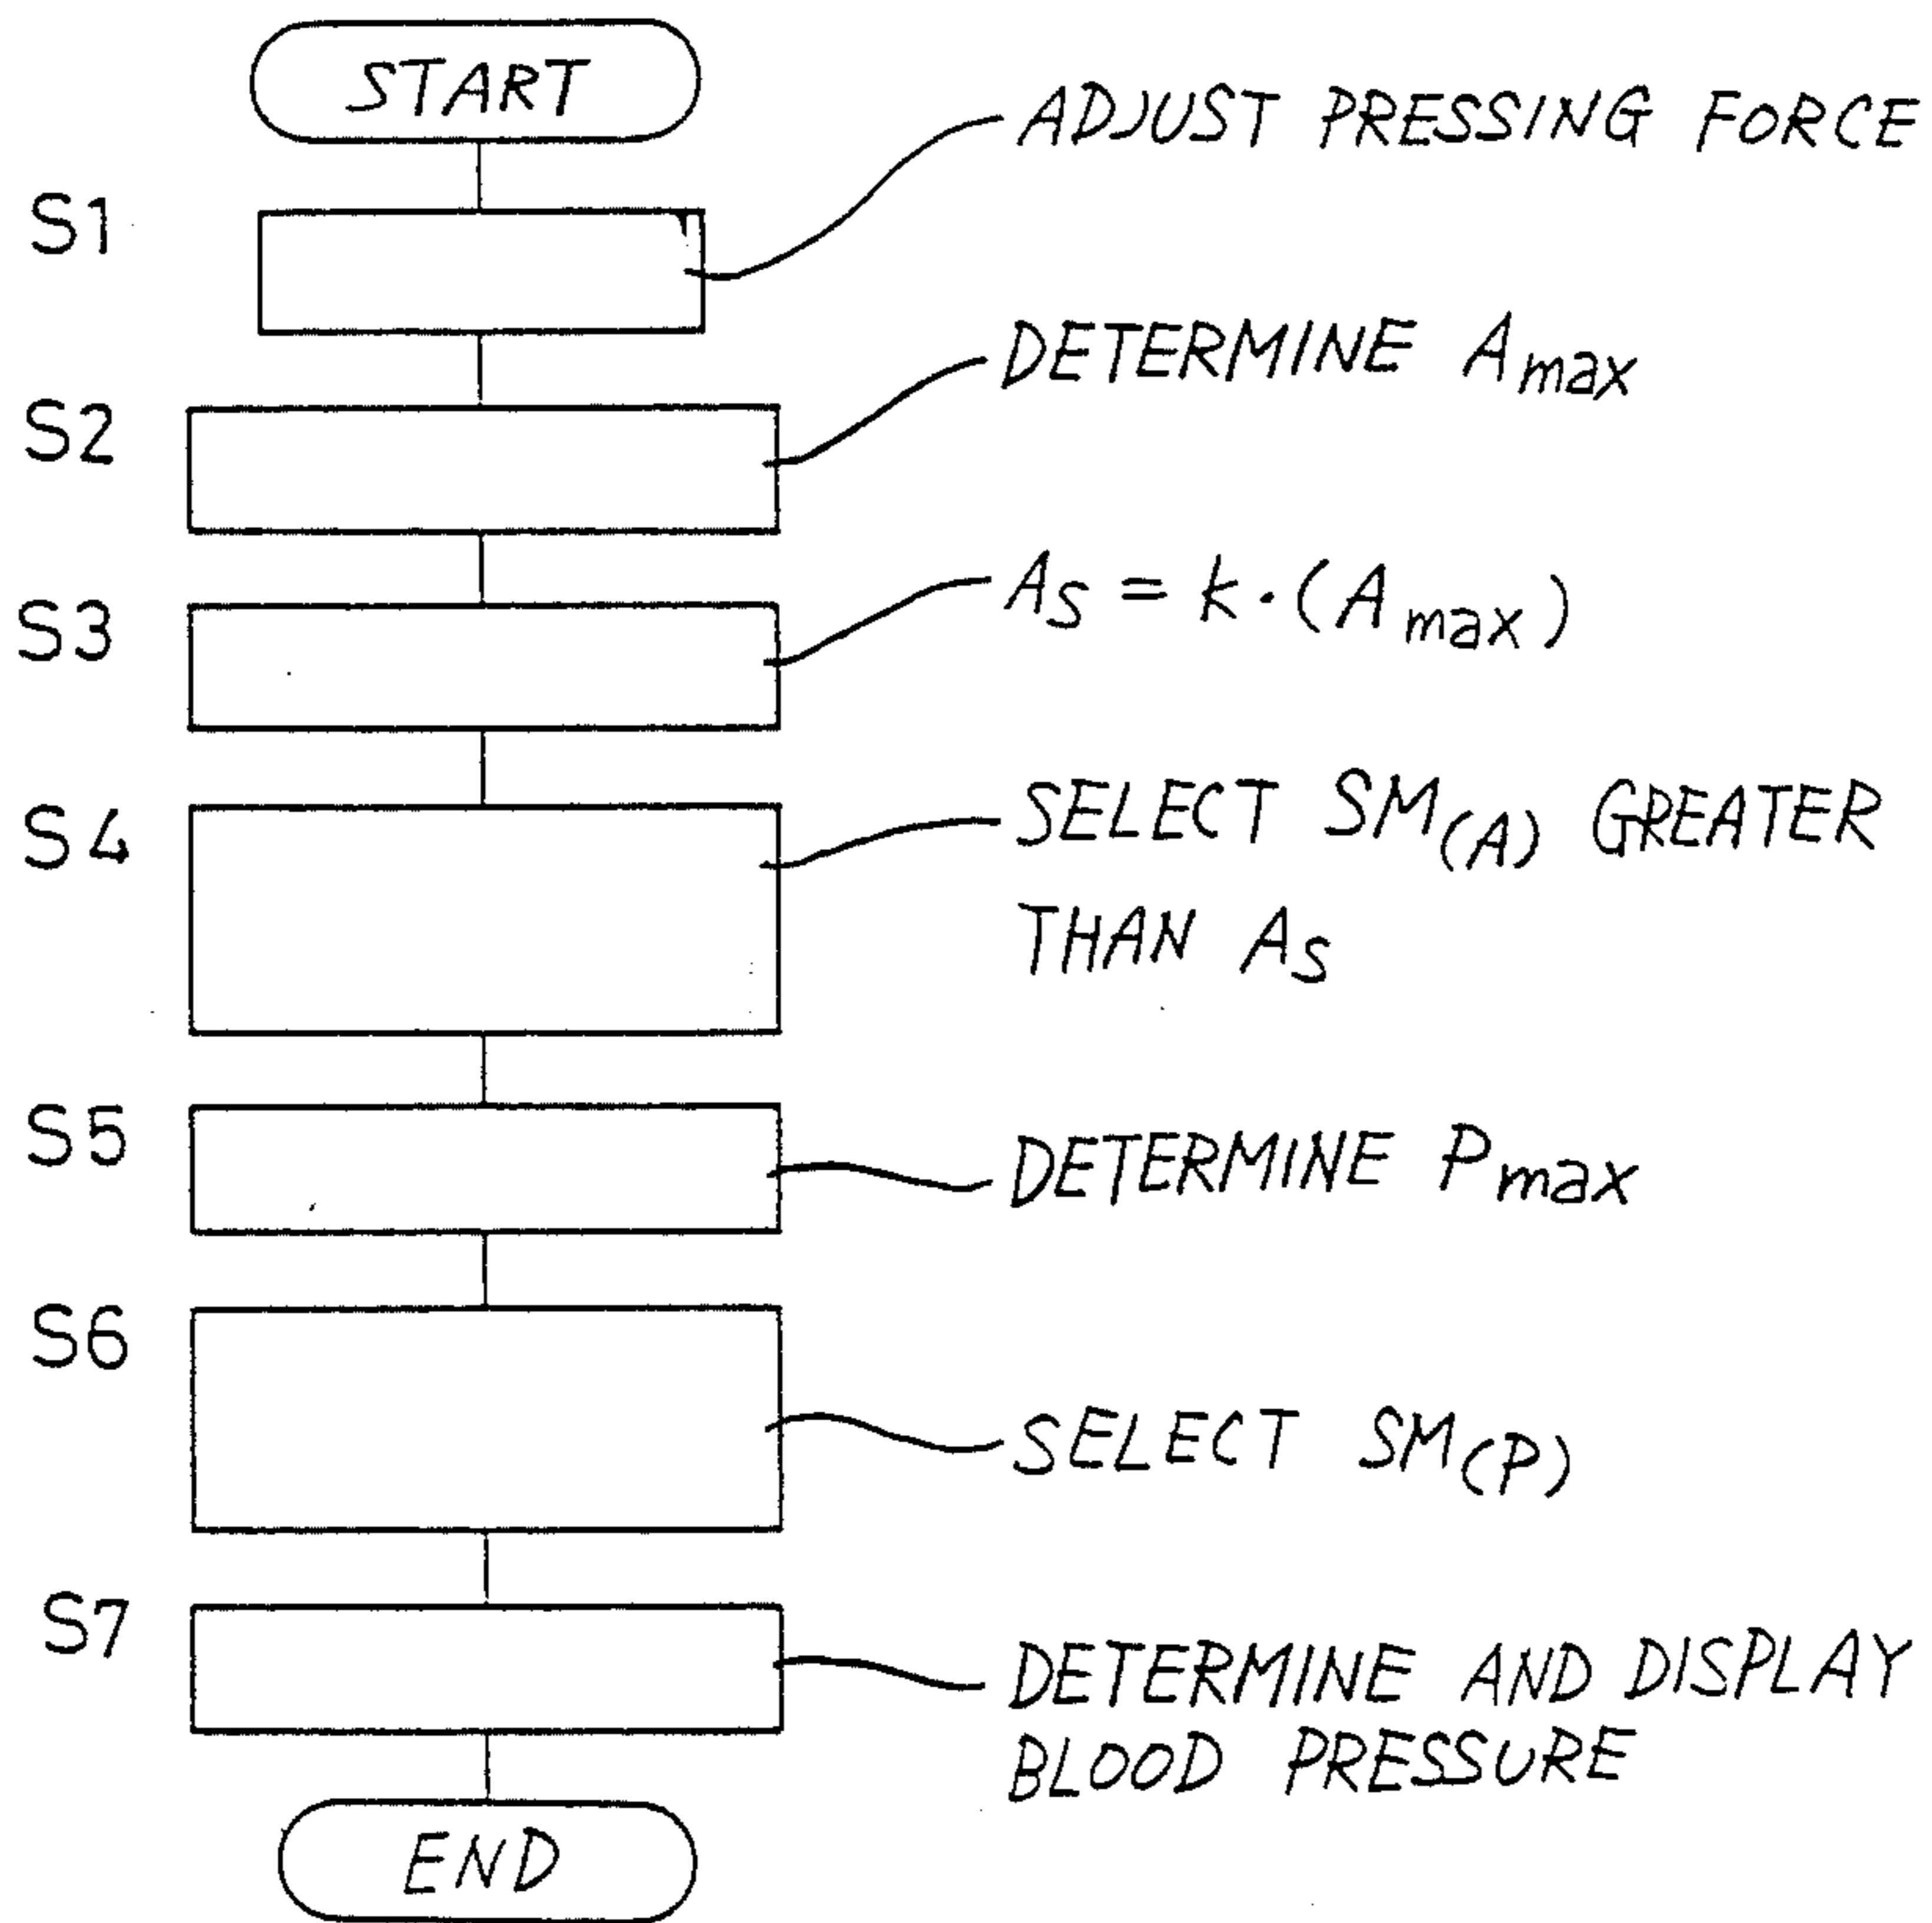 START
S1
ADJUST PRESSING FORCE
S2
DETERMINE Amax
S3
AS = k·(Amax)
S4
SELECT SM(A) GREATER
THAN AS
S5
DETERMINE Pmax
S6
SELECT SM(P)
S7
DETERMINE AND DISPLAY
BLOOD PRESSURE
END